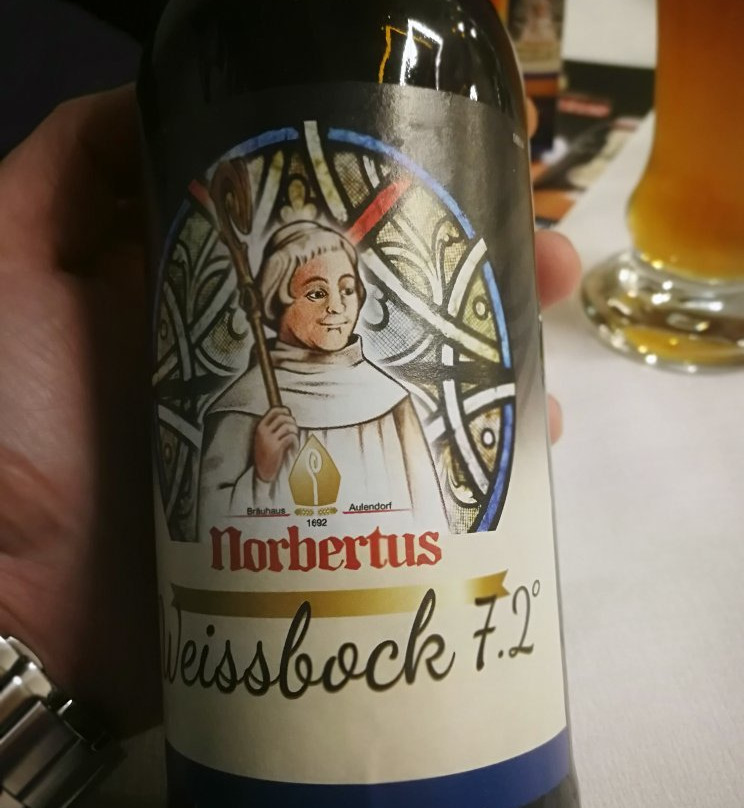 Bräuhaus Aulendorf
1692
Norbertus
Weissbock 7.2°